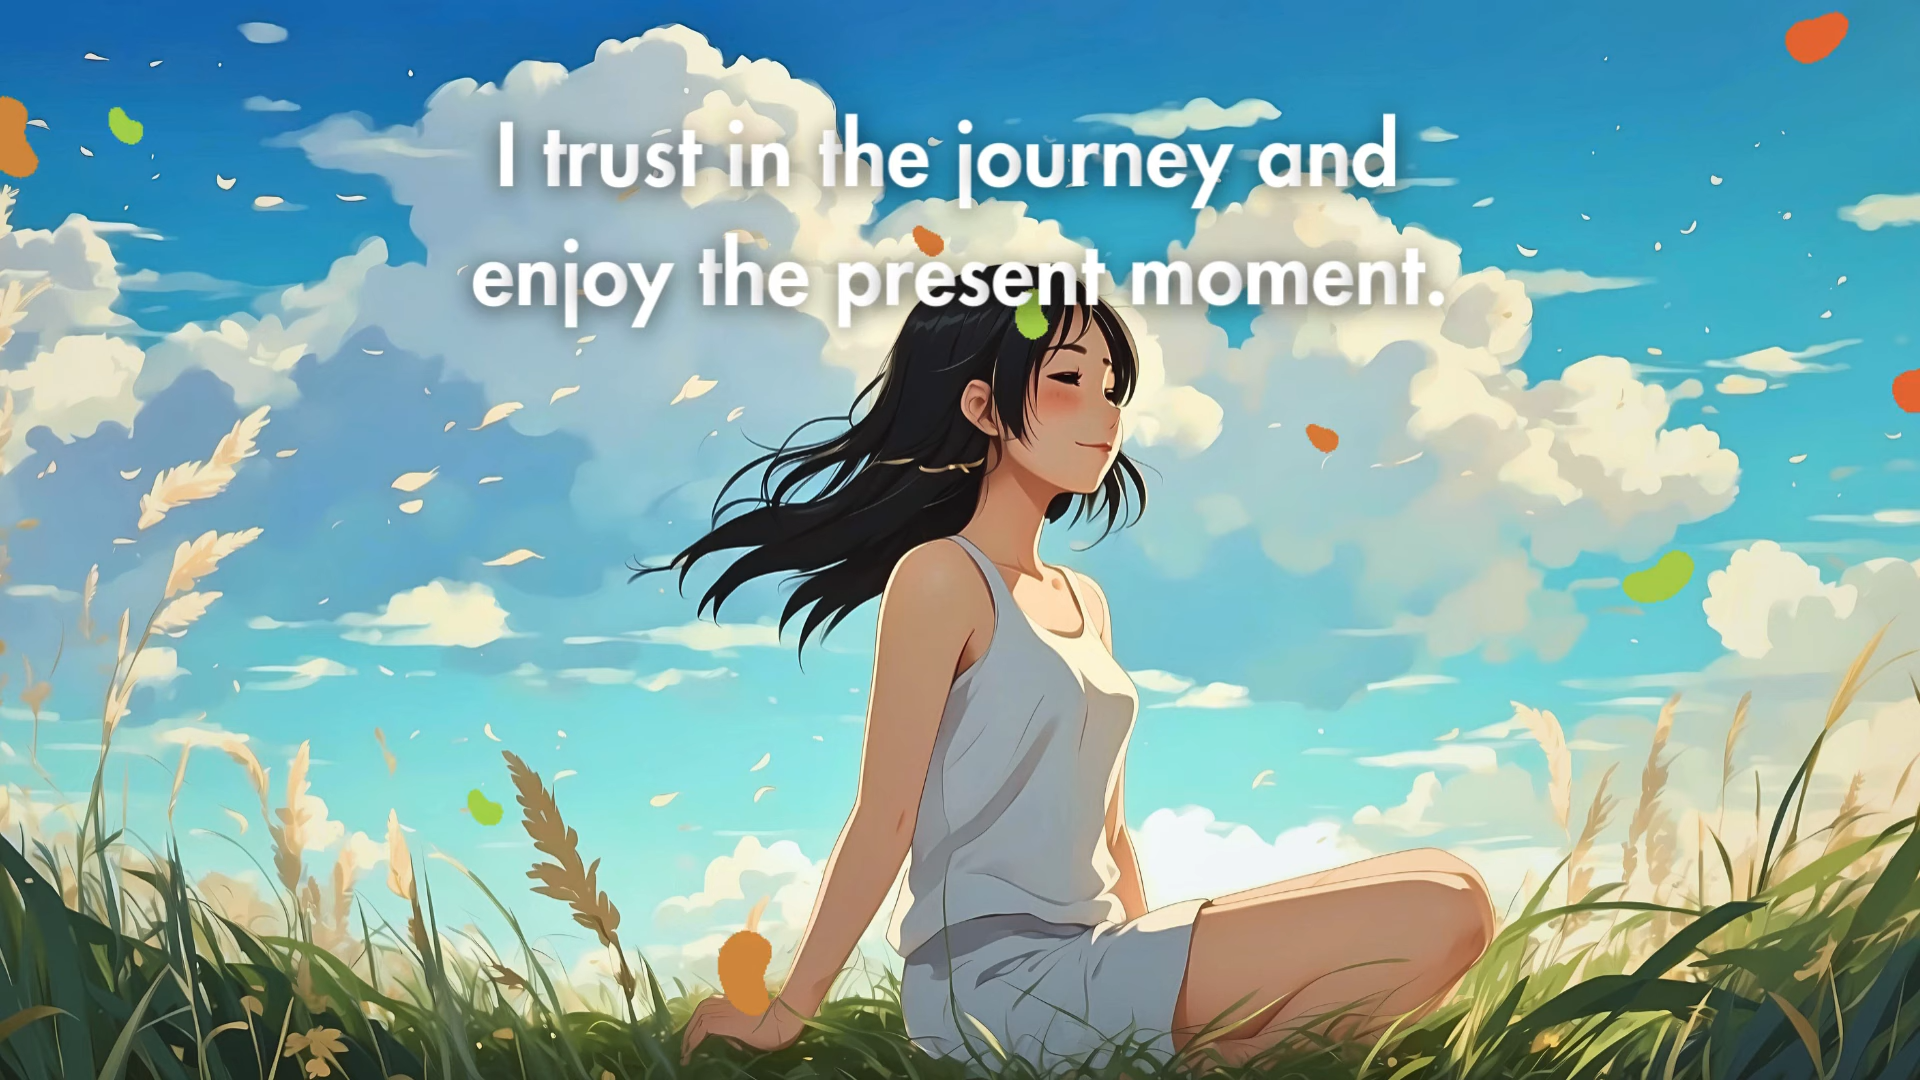 I trust in the journey and
enjoy the present moment.